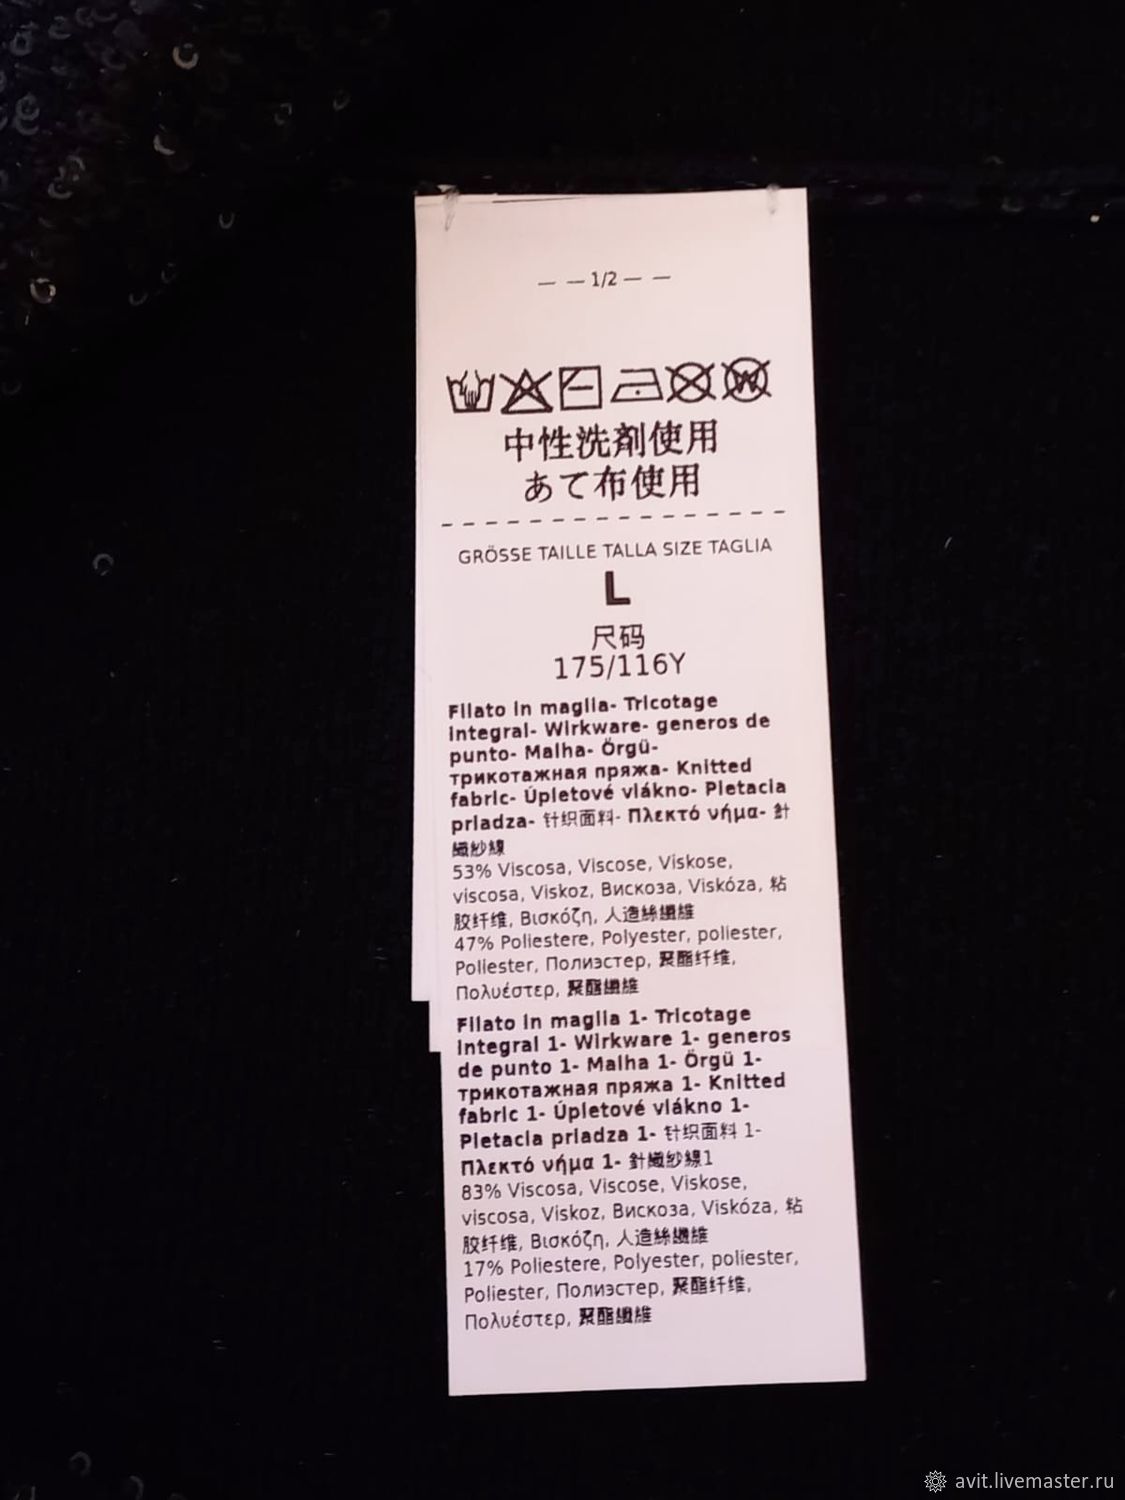 — — 1/2 — —
中性洗剤使用
あて布使用
GRÖSSE TAILLE TALLA SIZE TAGLIA
L
尺码
175/116Y
Filato in maglia- Tricotage
integral- Wirkware- generos de
punto- Malha- Örgü-
трикотажная пряжа- Knitted
fabric- Úpletové vlákno- Pletacia
priadza- 针织面料- Πλεκτό νήμα- 針
織紗線
53% Viscosa, Viscose, Viskose,
viscosa, Viskoz, Вискоза, Viskóza, 粘
胶纤维, Βισκόζη, 人造絲纖維
47% Poliestere, Polyester, poliester,
Poliester, Полиэстер, 聚酯纤维,
Πολυέστερ, 聚酯纖維
Filato in maglia 1- Tricotage
integral 1- Wirkware 1- generos
de punto 1- Malha 1- Örgü 1-
трикотажная пряжа 1- Knitted
fabric 1- Úpletové vlákno 1-
Pletacia priadza 1- 针织面料 1-
Πλεκτό νήμα 1- 針織紗線1
83% Viscosa, Viscose, Viskose,
viscosa, Viskoz, Вискоза, Viskóza, 粘
胶纤维, Βισκόζη, 人造絲纖維
17% Poliestere, Polyester, poliester,
Poliester, Полиэстер, 聚酯纤维,
Πολυέστερ, 聚酯纖維
avit.livemaster.ru